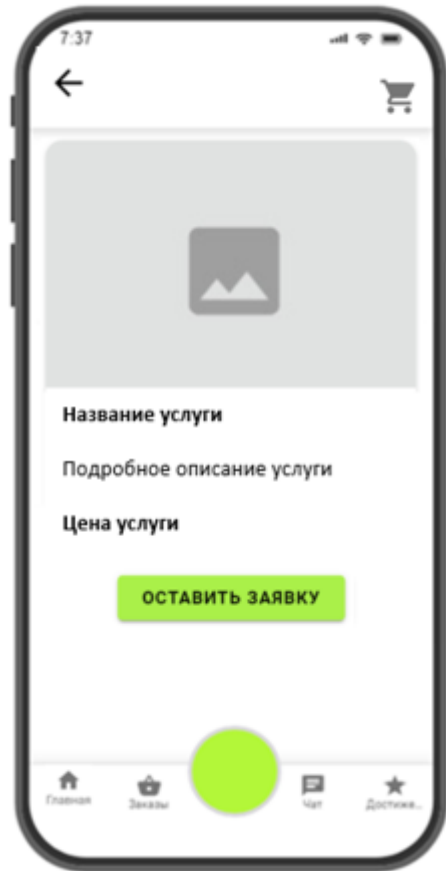 7:37
Название услуги
Подробное описание услуги
Цена услуги
ОСТАВИТЬ ЗАЯВКУ
Главная
Заказы
Чат
Достиже...